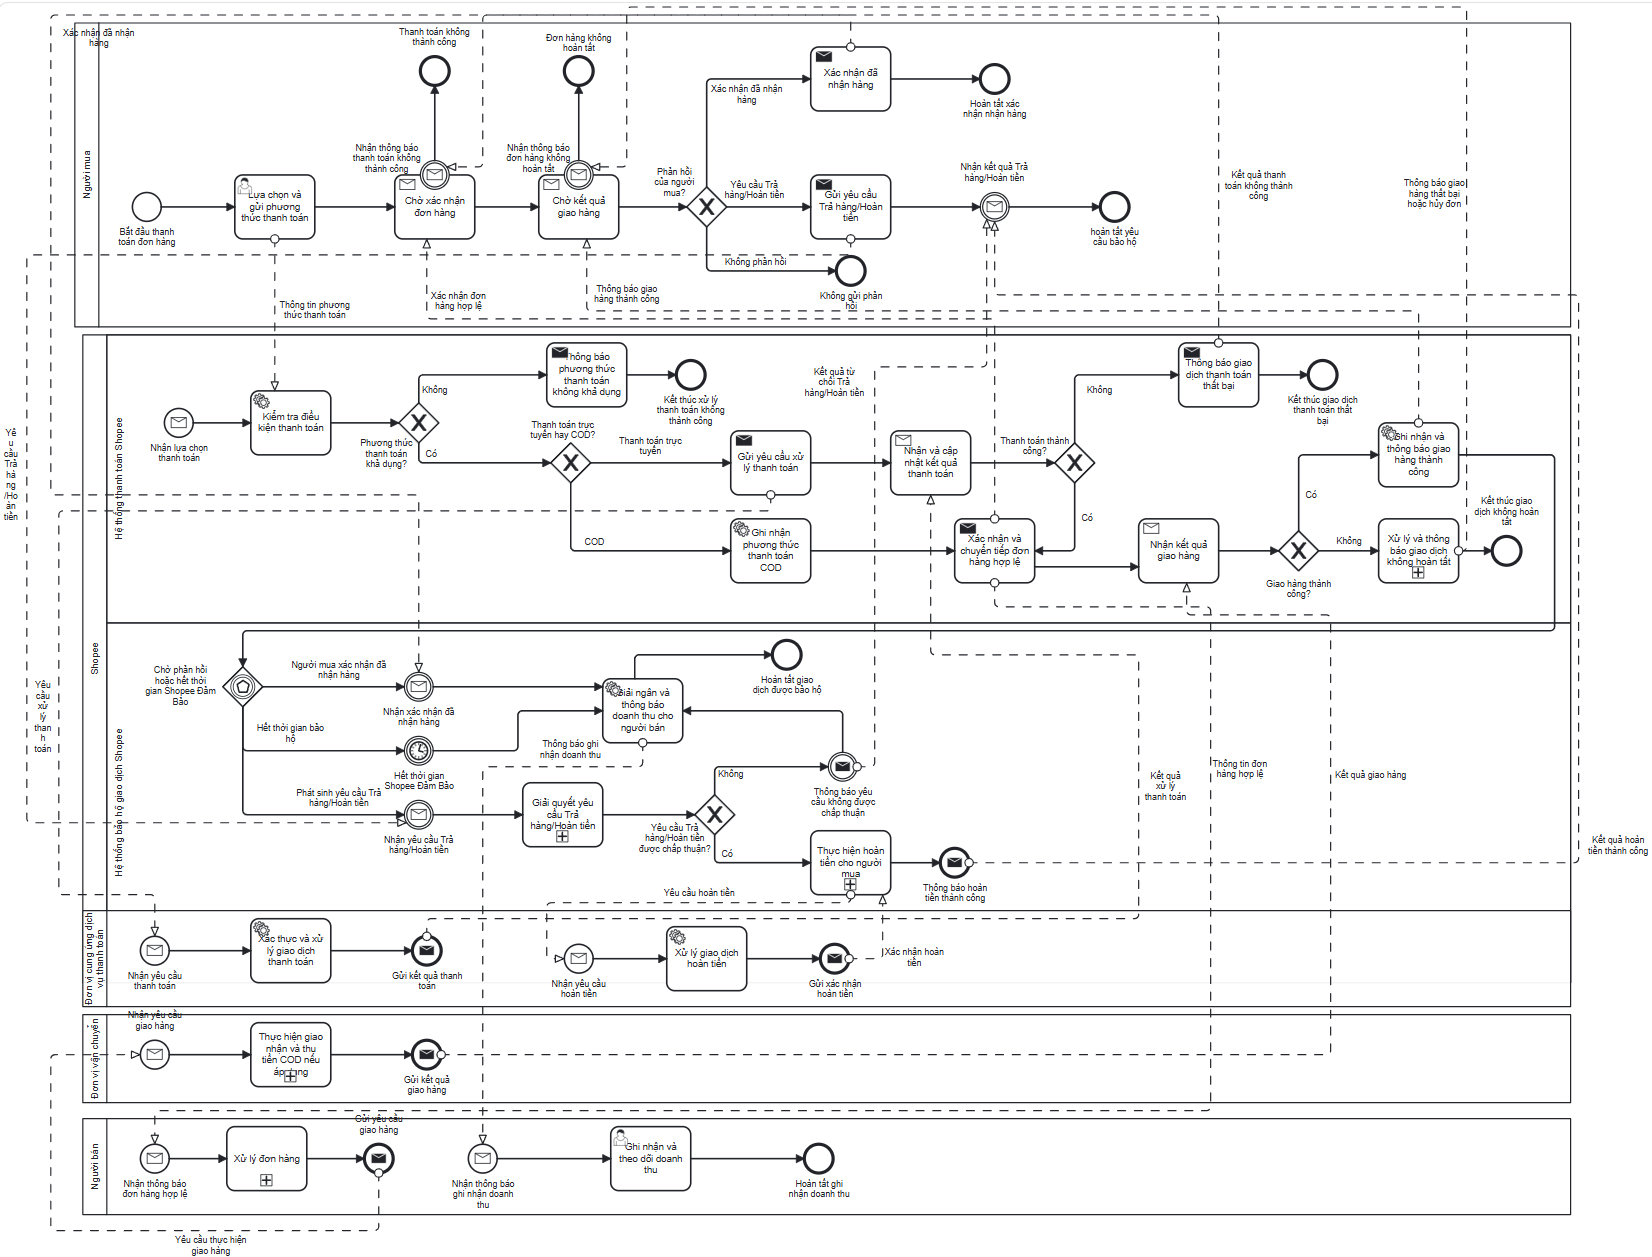 Xác nhận đã nhận
hàng
Thanh toán không
thành công
Đơn hàng không
hoàn tất
Xác nhận đã
nhận hàng
Xác nhận đã nhận
hàng
Hoàn tất xác
nhận nhận hàng
Người mua
Nhận thông báo
thanh toán không
thành công
Nhận thông báo
đơn hàng không
hoàn tất
Phản hồi
của người
mua?
Yêu cầu Trả
hàng/Hoàn tiền
Nhận kết quả Trả
hàng/Hoàn tiền
Kết quả thanh
toán không thành
công
Thông báo giao
hàng thất bại
hoặc hủy đơn
Lựa chọn và
gửi phương
thức thanh toán
Chờ xác nhận
đơn hàng
Chờ kết quả
giao hàng
Gửi yêu cầu
Trả hàng/Hoàn
tiền
Bắt đầu thanh
toán đơn hàng
hoàn tất yêu
cầu bảo hộ
Không phản hồi
Không gửi phản
hồi
Thông tin phương
thức thanh toán
Xác nhận đơn
hàng hợp lệ
Thông báo giao
hàng thành công
Hệ thống thanh toán Shopee
Thông báo
phương thức
thanh toán
không khả dụng
Không
Kết thúc xử lý
thanh toán không
thành công
Kết quả từ
chối Trả
hàng/Hoàn tiền
Thông báo giao
dịch thanh toán
thất bại
Không
Kết thúc giao dịch
thanh toán thất
bại
Kiểm tra điều
kiện thanh toán
Nhận lựa chọn
thanh toán
Phương thức
thanh toán
khả dụng?
Có
Thanh toán trực
tuyến hay COD?
Thanh toán trực
tuyến
Gửi yêu cầu xử
lý thanh toán
Nhận và cập
nhật kết quả
thanh toán
Thanh toán thành
công?
Ghi nhận và
thông báo giao
hàng thành
công
Yê
u
cầu
Trả
hà
ng
/Ho
àn
tiền
COD
Ghi nhận
phương thức
thanh toán
COD
Xác nhận và
chuyển tiếp đơn
hàng hợp lệ
Có
Nhận kết quả
giao hàng
Có
Giao hàng thành
công?
Không
Xử lý và thông
báo giao dịch
không hoàn tất
Kết thúc giao
dịch không hoàn
tất
Shopee
Hệ thống bảo hộ giao dịch Shopee
Chờ phản hồi
hoặc hết thời
gian Shopee Đảm
Bảo
Người mua xác nhận đã
nhận hàng
Nhận xác nhận đã
nhận hàng
Giải ngân và
thông báo
doanh thu cho
người bán
Hoàn tất giao
dịch được bảo hộ
Yêu
cầu
xử
lý
than
h
toán
Hết thời gian bảo
hộ
Hết thời gian
Shopee Đảm Bảo
Thông báo ghi
nhận doanh thu
Phát sinh yêu cầu Trả
hàng/Hoàn tiền
Nhận yêu cầu Trả
hàng/Hoàn tiền
Giải quyết yêu
cầu Trả
hàng/Hoàn tiền
Không
Thông báo yêu
cầu không được
chấp thuận
Yêu cầu Trả
hàng/Hoàn tiền
được chấp thuận?
Có
Thực hiện hoàn
tiền cho người
mua
Thông báo hoàn
tiền thành công
Kết quả
xử lý
thanh toán
Thông tin đơn
hàng hợp lệ
Kết quả giao hàng
Kết quả hoàn
tiền thành công
Yêu cầu hoàn tiền
Đơn vị cung ứng dịch
vụ thanh toán
Nhận yêu cầu
thanh toán
Xác thực và xử
lý giao dịch
thanh toán
Gửi kết quả thanh
toán
Nhận yêu cầu
hoàn tiền
Xử lý giao dịch
hoàn tiền
Gửi xác nhận
hoàn tiền
Xác nhận hoàn
tiền
Đơn vị vận chuyển
Nhận yêu cầu
giao hàng
Thực hiện giao
nhận và thu
tiền COD nếu
áp dụng
Gửi kết quả
giao hàng
Người bán
Nhận thông báo
đơn hàng hợp lệ
Xử lý đơn hàng
Gửi yêu cầu
giao hàng
Nhận thông báo
ghi nhận doanh
thu
Ghi nhận và
theo dõi doanh
thu
Hoàn tất ghi
nhận doanh thu
Yêu cầu thực hiện
giao hàng